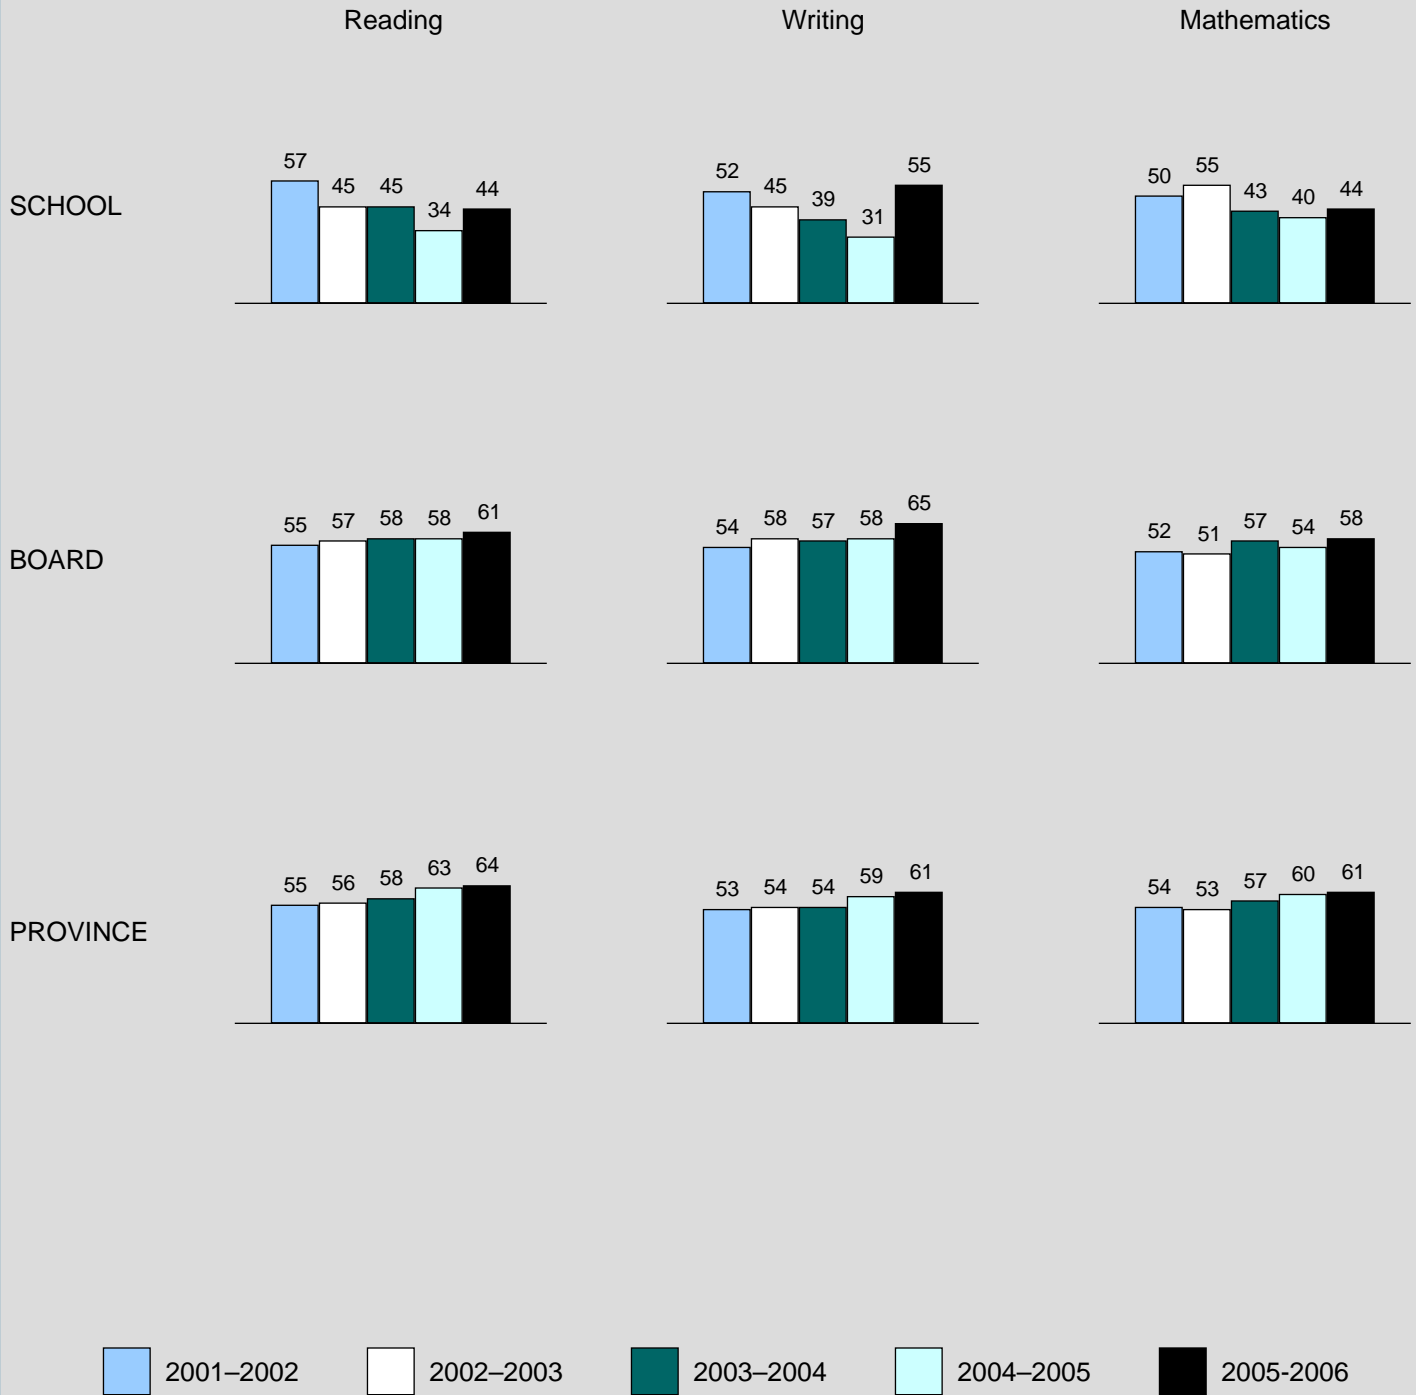 Reading Writing Mathematics
SCHOOL
57 45 45 34 44
52 45 39 31 55
50 55 43 40 44
BOARD
55 57 58 58 61
54 58 57 58 65
52 51 57 54 58
PROVINCE
55 56 58 63 64
53 54 54 59 61
54 53 57 60 61
2001–2002 2002–2003 2003–2004 2004–2005 2005-2006